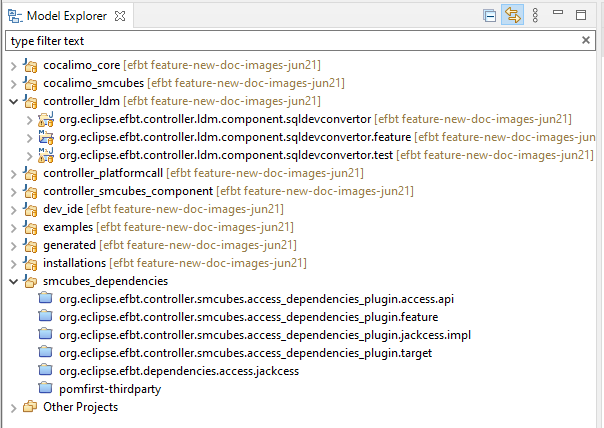 Model Explorer
type filter text
cocalimo_core [efbt feature-new-doc-images-jun21]
cocalimo_smcubes [efbt feature-new-doc-images-jun21]
controller_ldm [efbt feature-new-doc-images-jun21]
org.eclipse.efbt.controller.ldm.component.sqldevconvertor [efbt feature-new-doc-images-jun21]
org.eclipse.efbt.controller.ldm.component.sqldevconvertor.feature [efbt feature-new-doc-images-jun
org.eclipse.efbt.controller.ldm.component.sqldevconvertor.test [efbt feature-new-doc-images-jun21]
controller_platformcall [efbt feature-new-doc-images-jun21]
controller_smcubes_component [efbt feature-new-doc-images-jun21]
dev_ide [efbt feature-new-doc-images-jun21]
examples [efbt feature-new-doc-images-jun21]
generated [efbt feature-new-doc-images-jun21]
installations [efbt feature-new-doc-images-jun21]
smcubes_dependencies
org.eclipse.efbt.controller.smcubes.access_dependencies_plugin.access.api
org.eclipse.efbt.controller.smcubes.access_dependencies_plugin.feature
org.eclipse.efbt.controller.smcubes.access_dependencies_plugin.jackcess.impl
org.eclipse.efbt.controller.smcubes.access_dependencies_plugin.target
org.eclipse.efbt.dependencies.access.jackcess
pomfirst-thirdparty
Other Projects